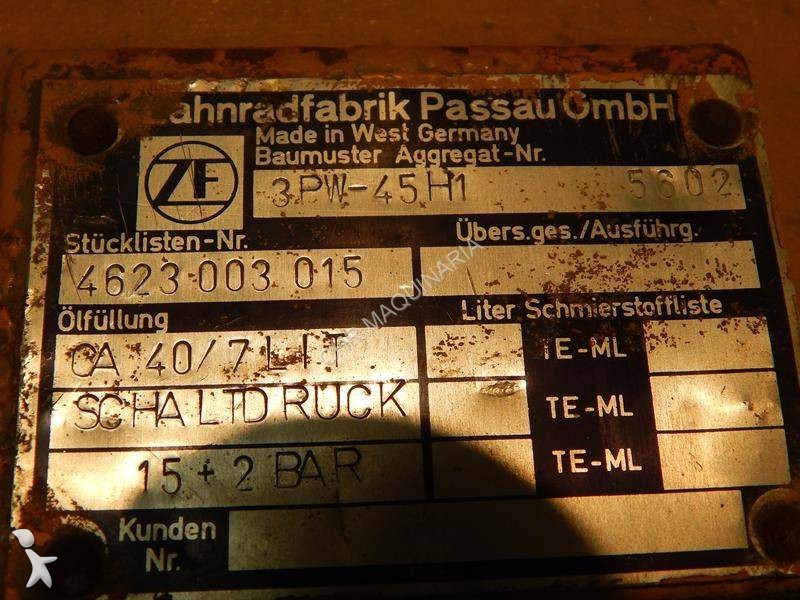 ahnradfabrik Passau GmbH
Made in West Germany
Baumuster Aggregat-Nr.
ZF
3PW-45H1 5602
Stücklisten-Nr. Übers.ges./Ausführg.
4623 003 015
Ölfüllung Liter Schmierstoffliste
CA 40/7 LIT TE-ML
SCHALTDRUCK TE-ML
15 + 2 BAR TE-ML
Kunden
Nr.
MAQUINARIA